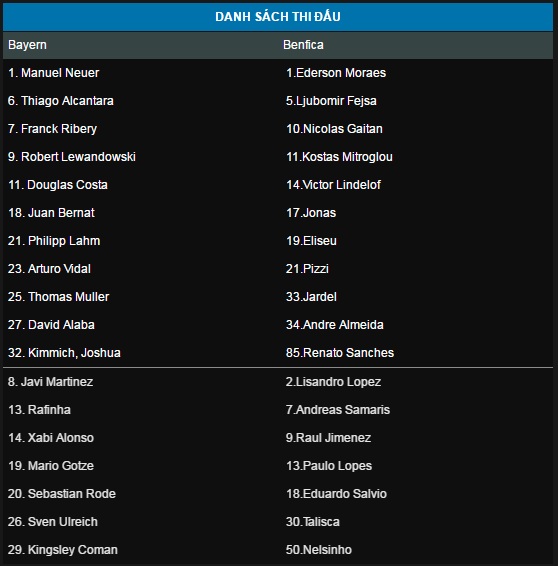 DANH SÁCH THI ĐẤU
Bayern Benfica
1. Manuel Neuer 1.Ederson Moraes
6. Thiago Alcantara 5.Ljubomir Fejsa
7. Franck Ribery 10.Nicolas Gaitan
9. Robert Lewandowski 11.Kostas Mitroglou
11. Douglas Costa 14.Victor Lindelof
18. Juan Bernat 17.Jonas
21. Philipp Lahm 19.Eliseu
23. Arturo Vidal 21.Pizzi
25. Thomas Muller 33.Jardel
27. David Alaba 34.Andre Almeida
32. Kimmich, Joshua 85.Renato Sanches
8. Javi Martinez 2.Lisandro Lopez
13. Rafinha 7.Andreas Samaris
14. Xabi Alonso 9.Raul Jimenez
19. Mario Gotze 13.Paulo Lopes
20. Sebastian Rode 18.Eduardo Salvio
26. Sven Ulreich 30.Talisca
29. Kingsley Coman 50.Nelsinho